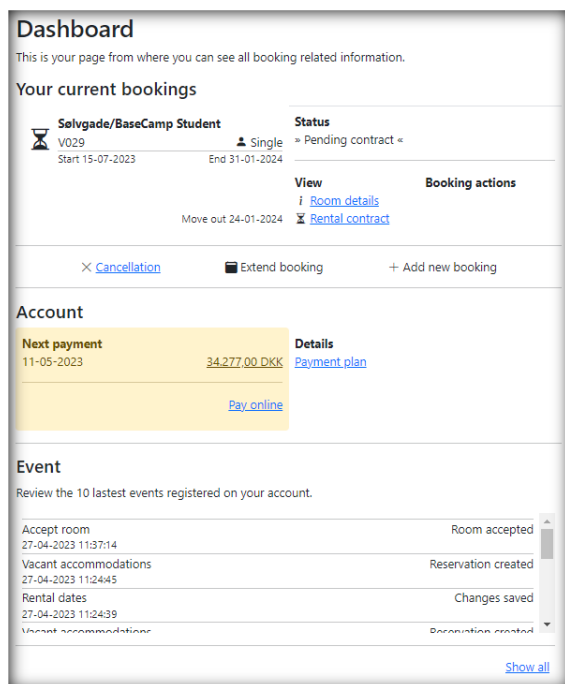 Dashboard
This is your page from where you can see all booking related information.
Your current bookings
Sølvgade/BaseCamp Student
V029 Single
Start 15-07-2023 End 31-01-2024
Move out 24-01-2024
Status
» Pending contract «
View Booking actions
i Room details
Rental contract
Cancellation Extend booking + Add new booking
Account
Next payment
11-05-2023 34.277,00 DKK
Pay online
Details
Payment plan
Event
Review the 10 lastest events registered on your account.
Accept room Room accepted
27-04-2023 11:37:14
Vacant accommodations Reservation created
27-04-2023 11:24:45
Rental dates Changes saved
27-04-2023 11:24:39
Vacant accommodations Reservation created
Show all